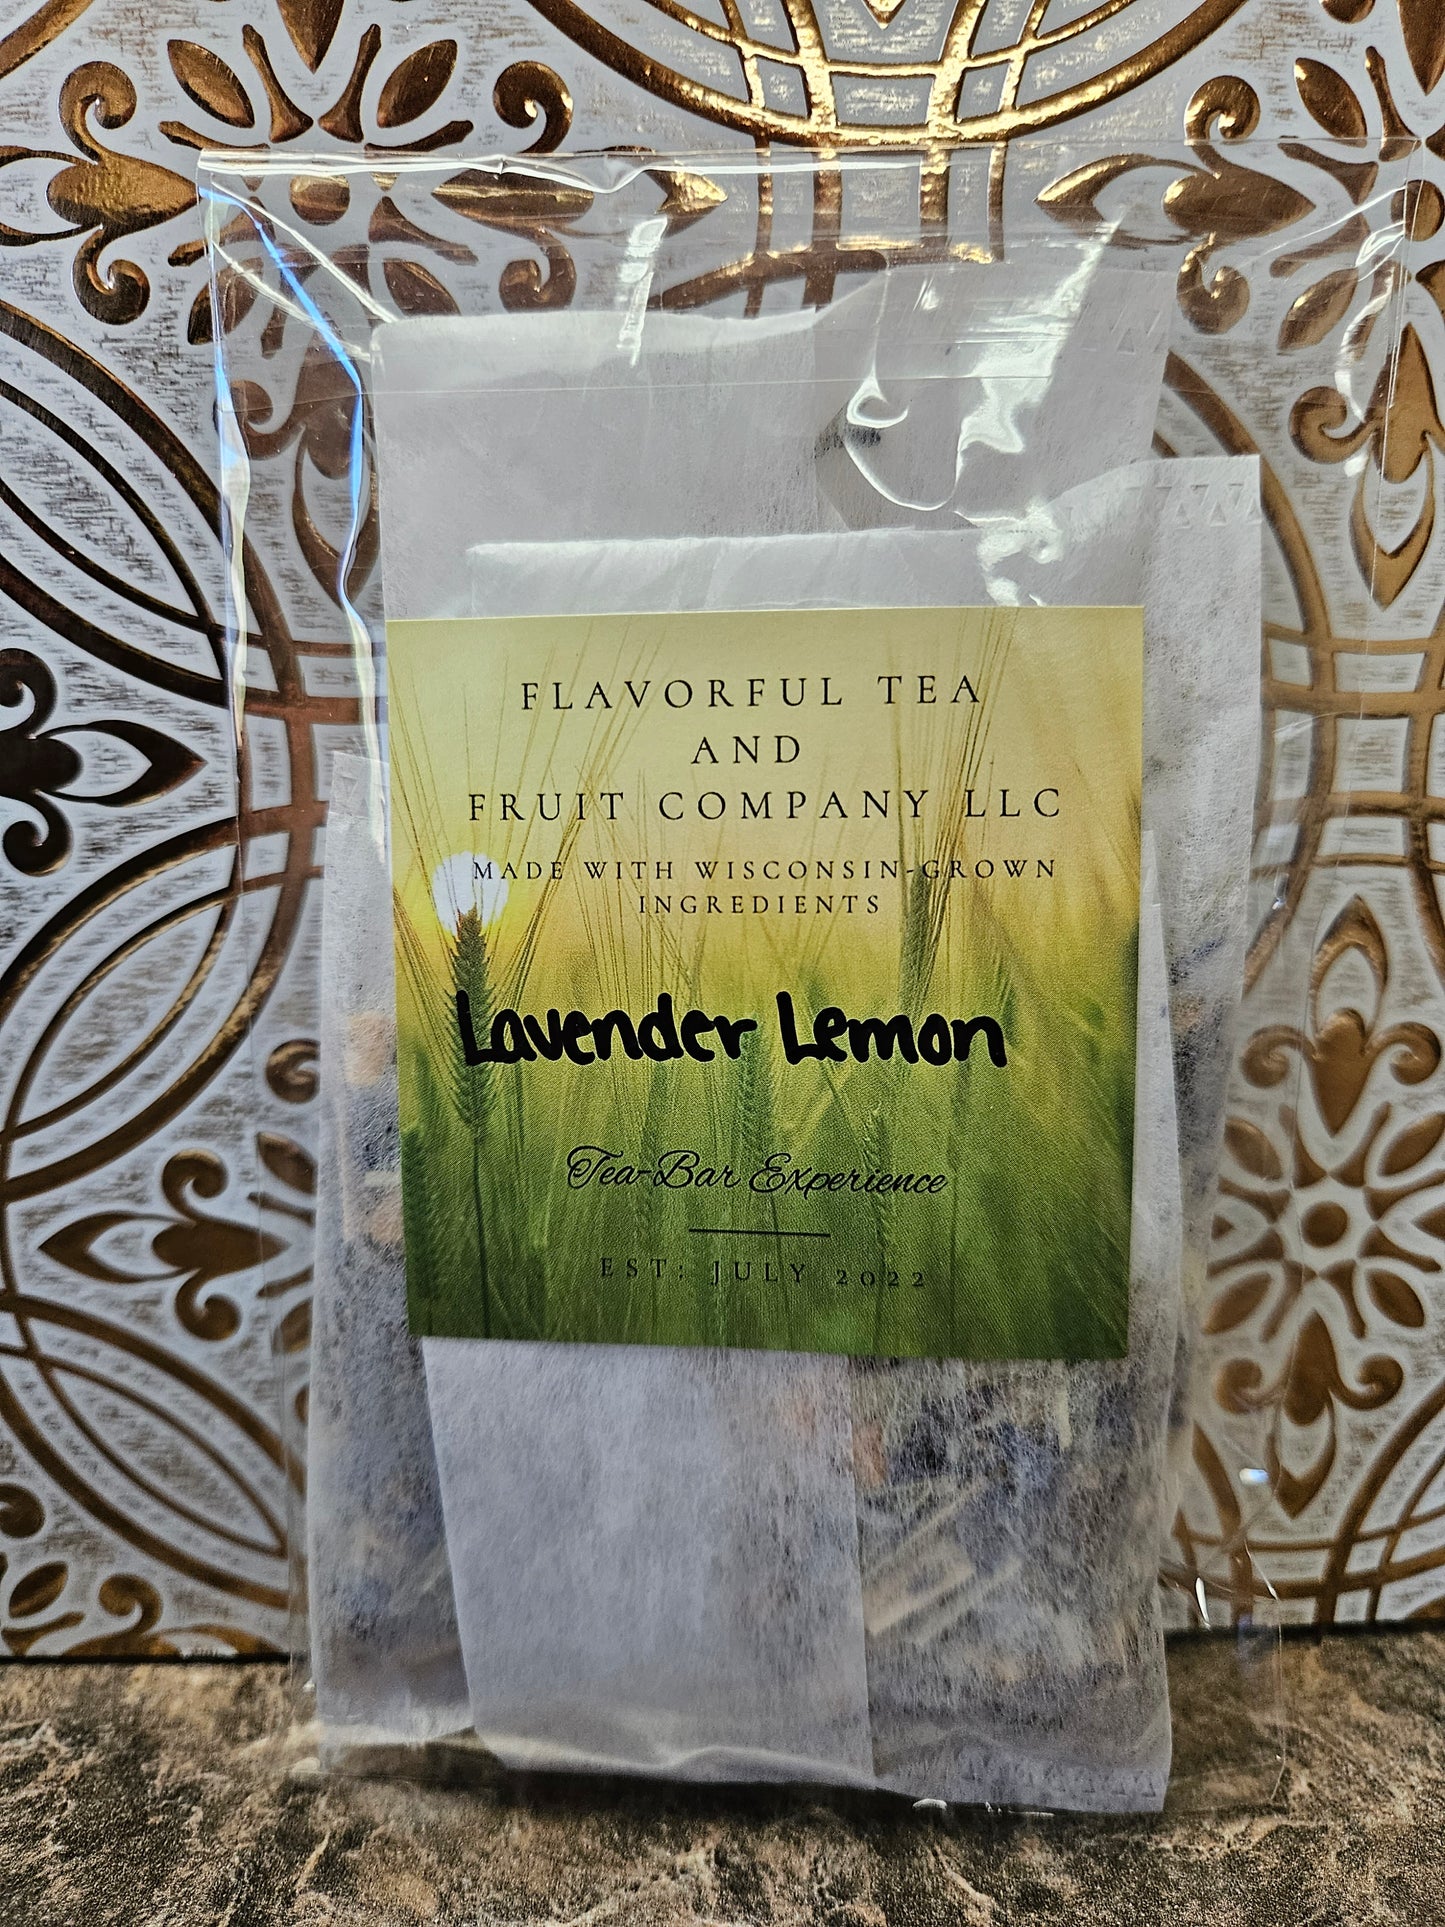 FLAVORFUL TEA
AND
FRUIT COMPANY LLC
MADE WITH WISCONSIN-GROWN
INGREDIENTS
Lavender Lemon
Tea-Bar Experience
EST: JULY 2022